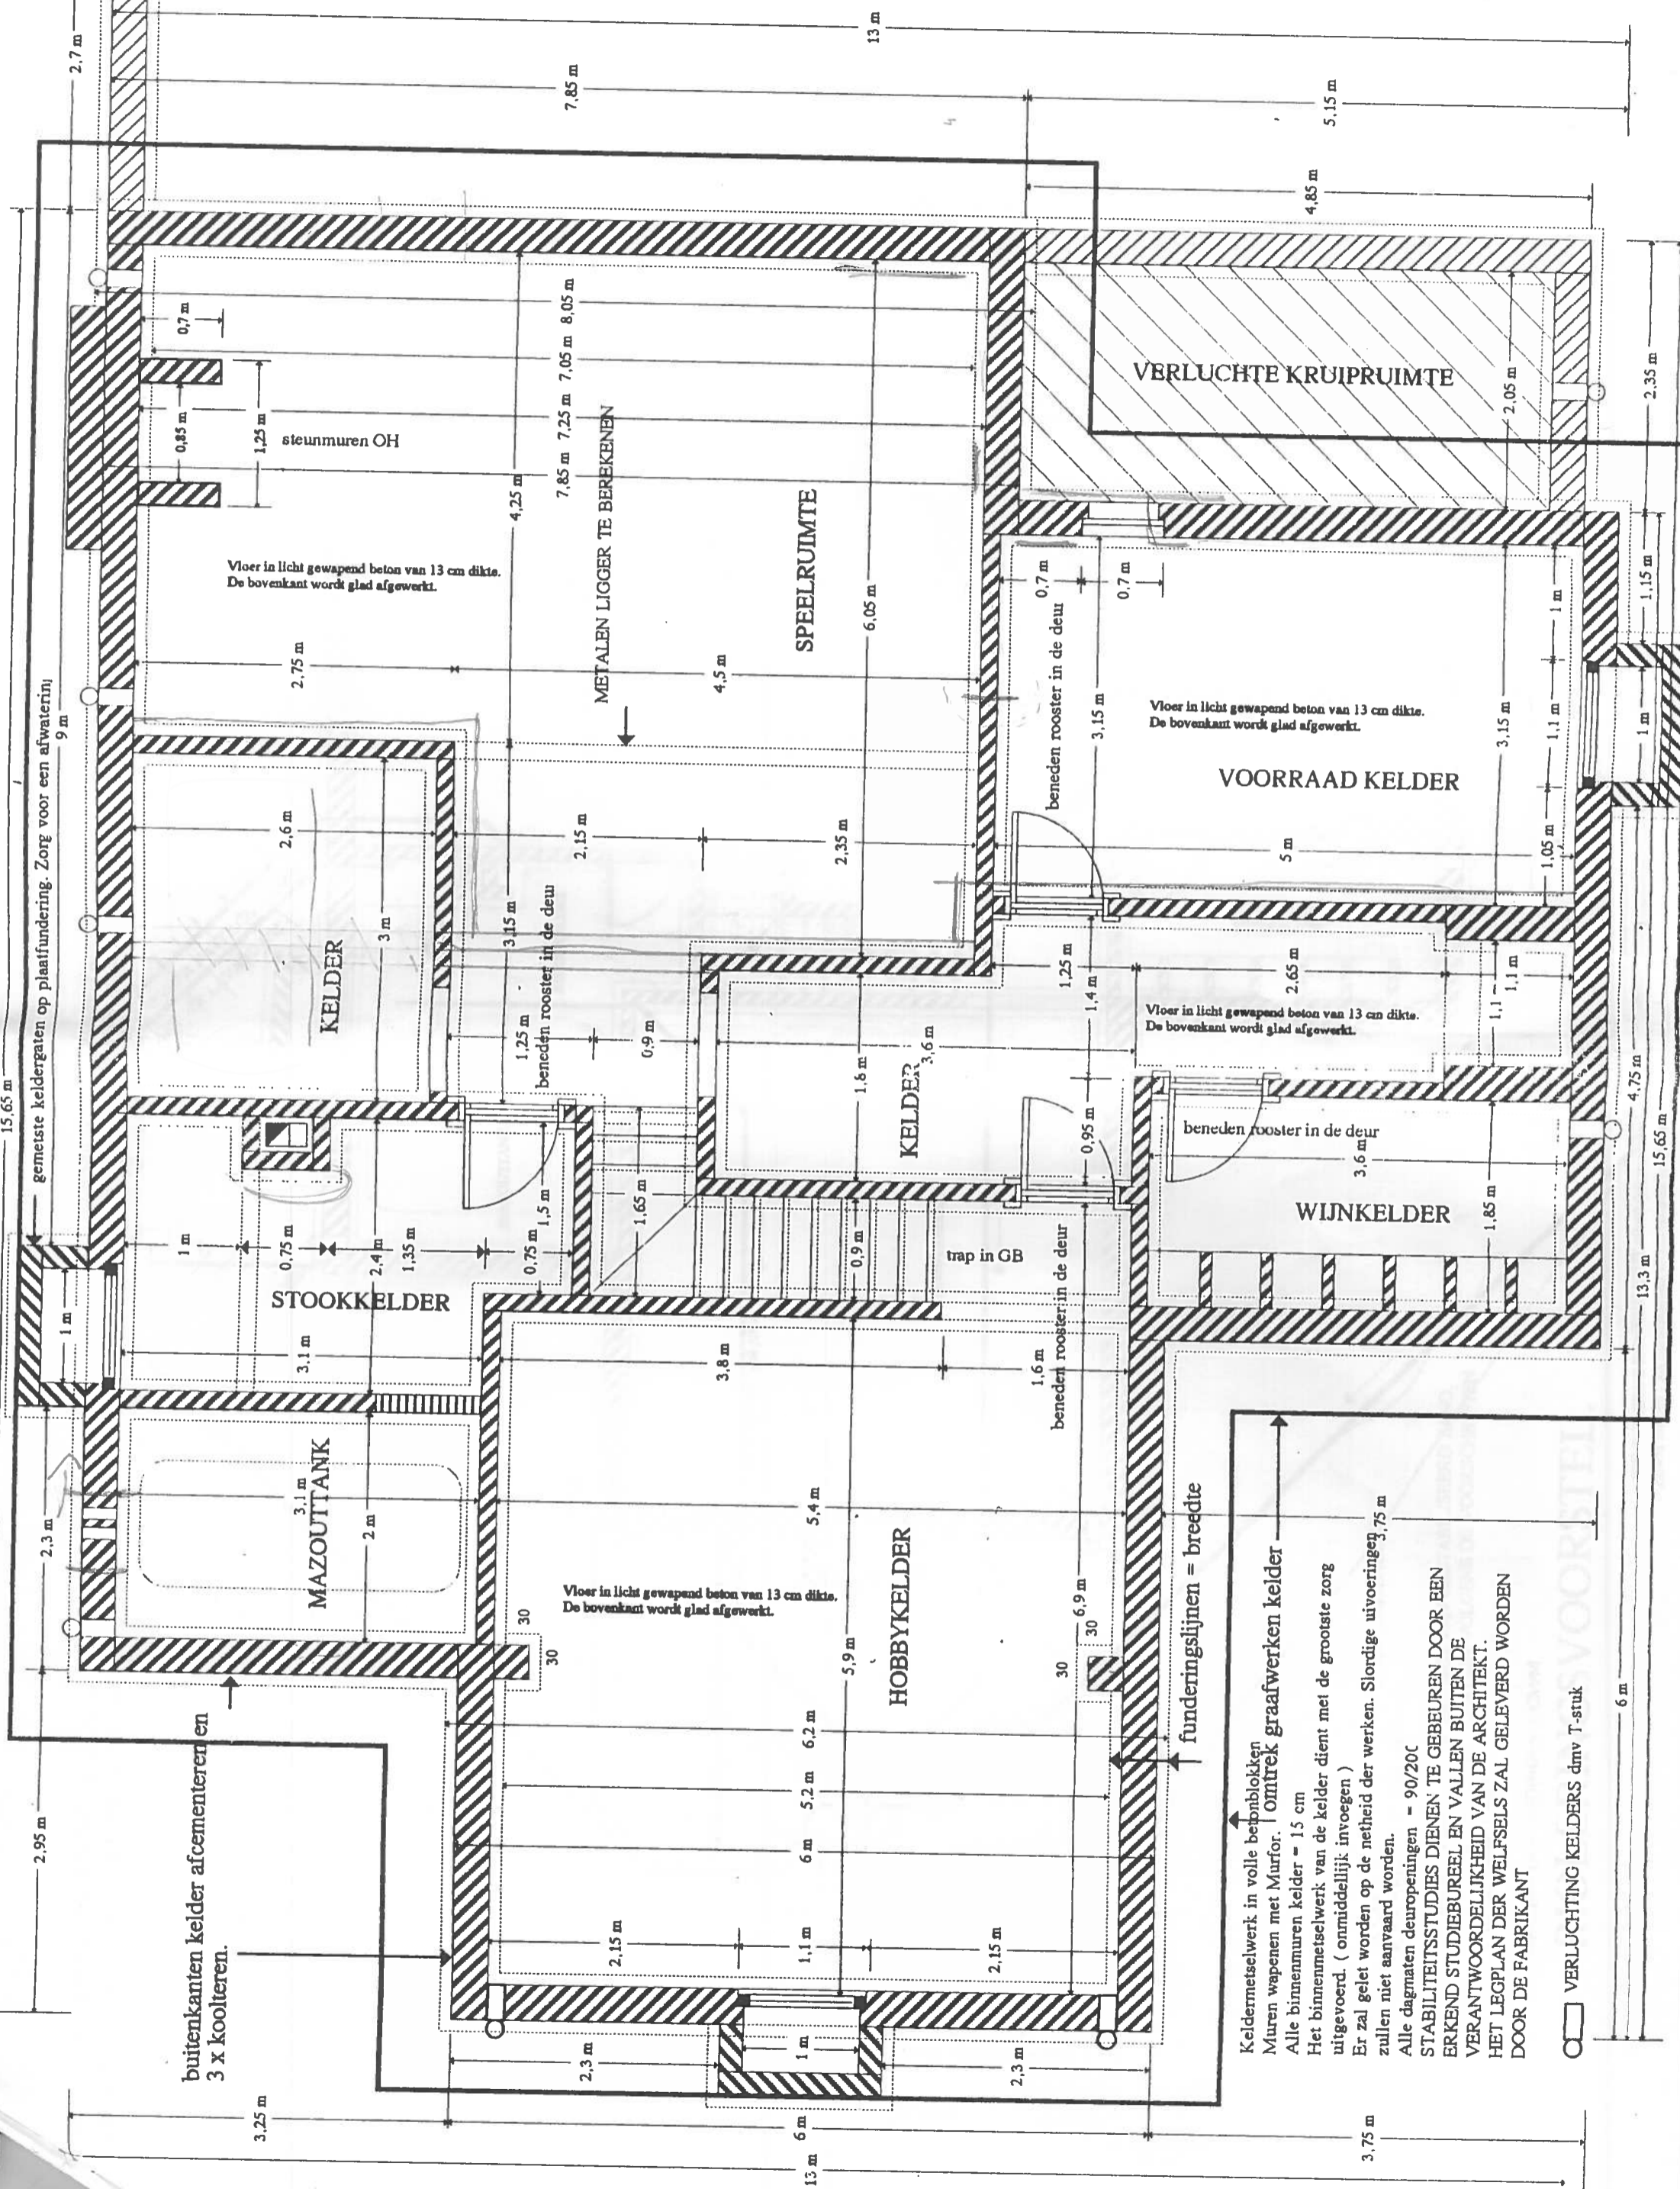 13 m
2,7 m
7,85 m
5,15 m
4,85 m
15,65 m
gemetste keldergaten op plaatfundering. Zorg voor een afwatering
9 m
0,7 m
0,85 m
1,25 m
steunmuren OH
7,85 m 7,25 m 7,05 m 8,05 m
4,25 m
METALEN LIGGER TE BEREKENEN
Vloer in licht gewapend beton van 13 cm dikte.
De bovenkant wordt glad afgewerkt.
SPEELRUIMTE
6,05 m
2,75 m
4,5 m
VERLUCHTE KRUIPRUIMTE
2,05 m
2,35 m
0,7 m
0,7 m
beneden rooster in de deur
3,15 m
Vloer in licht gewapend beton van 13 cm dikte.
De bovenkant wordt glad afgewerkt.
VOORRAAD KELDER
3,15 m
5 m
1 m
1,1 m
1,05 m
1,15 m
1 m
2,6 m
KELDER
3 m
2,15 m
2,35 m
3,15 m
beneden rooster in de deur
1,25 m
0,9 m
1,25 m
1,4 m
2,65 m
1,1
1,1 m
Vloer in licht gewapend beton van 13 cm dikte.
De bovenkant wordt glad afgewerkt.
KELDER
3,6 m
1,6 m
0,95 m
4,75 m
1 m
1 m
0,75 m
1,35 m
2,4 m
0,75 m
1,5 m
1,65 m
STOOKKELDER
3,1 m
0,9 m
trap in GB
beneden rooster in de deur
beneden rooster in de deur
3,6 m
WIJNKELDER
1,85 m
13,3 m
15,65 m
3,8 m
1,6 m
2,3 m
MAZOUTTANK
3,1 m
2 m
5,4 m
HOBBYKELDER
Vloer in licht gewapend beton van 13 cm dikte.
De bovenkant wordt glad afgewerkt.
30
30
30
30
5,9 m
6,9 m
6,2 m
5,2 m
6 m
2,15 m
1,1 m
2,15 m
2,95 m
buitenkanten kelder afcementeren en
3 x koolteren.
2,3 m
1 m
2,3 m
3,25 m
6 m
3,75 m
13 m
funderingslijnen = breedte
omtrek graafwerken kelder
3,75 m
6 m
Keldermetselwerk in volle betonblokken
Muren wapenen met Murfor.
Alle binnenmuren kelder = 15 cm
Het binnenmetselwerk van de kelder dient met de grootste zorg
uitgevoerd. ( onmiddellijk invoegen )
Er zal gelet worden op de netheid der werken. Slordige uivoeringen
zullen niet aanvaard worden.
Alle dagmaten deuropeningen = 90/200
STABILITEITSSTUDIES DIENEN TE GEBEUREN DOOR EEN
ERKEND STUDIEBUREEL EN VALLEN BUITEN DE
VERANTWOORDELIJKHEID VAN DE ARCHITEKT.
HET LEGPLAN DER WELFSELS ZAL GELEVERD WORDEN
DOOR DE FABRIKANT
VERLUCHTING KELDERS dmv T-stuk